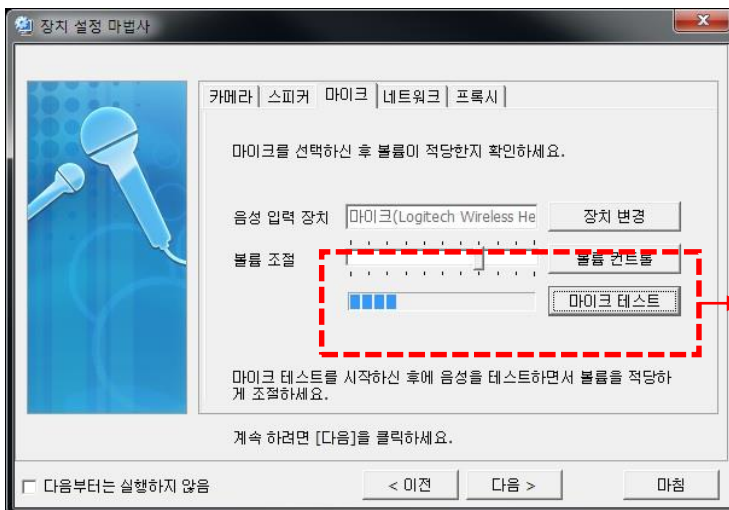 장치 설정 마법사
카메라 스피커 마이크 네트워크 프록시
마이크를 선택하신 후 볼륨이 적당한지 확인하세요.
음성 입력 장치 마이크(Logitech Wireless He 장치 변경
볼륨 조절 볼륨 컨트롤
마이크 테스트
마이크 테스트를 시작하신 후에 음성을 테스트하면서 볼륨을 적당하
게 조절하세요.
계속 하려면 [다음]을 클릭하세요.
다음부터는 실행하지 않음 < 이전 다음 > 마침